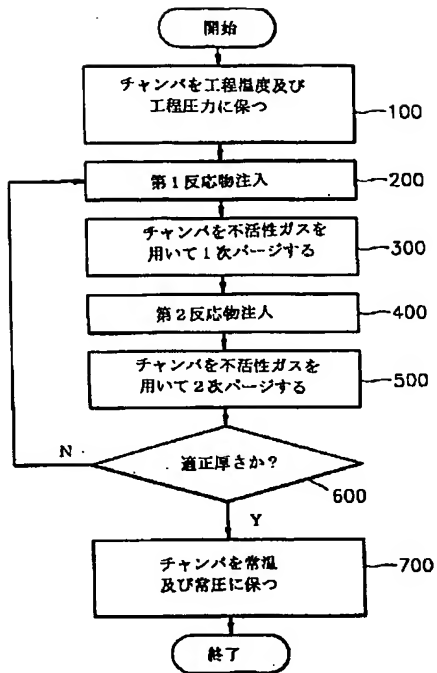 開始
チャンバを工程温度及び
工程圧力に保つ
100
第1反応物注入
200
チャンバを不活性ガスを
用いて1次パージする
300
第2反応物注入
400
チャンバを不活性ガスを
用いて2次パージする
500
適正厚さか?
N
600
Y
チャンバを常温
及び常圧に保つ
700
終了